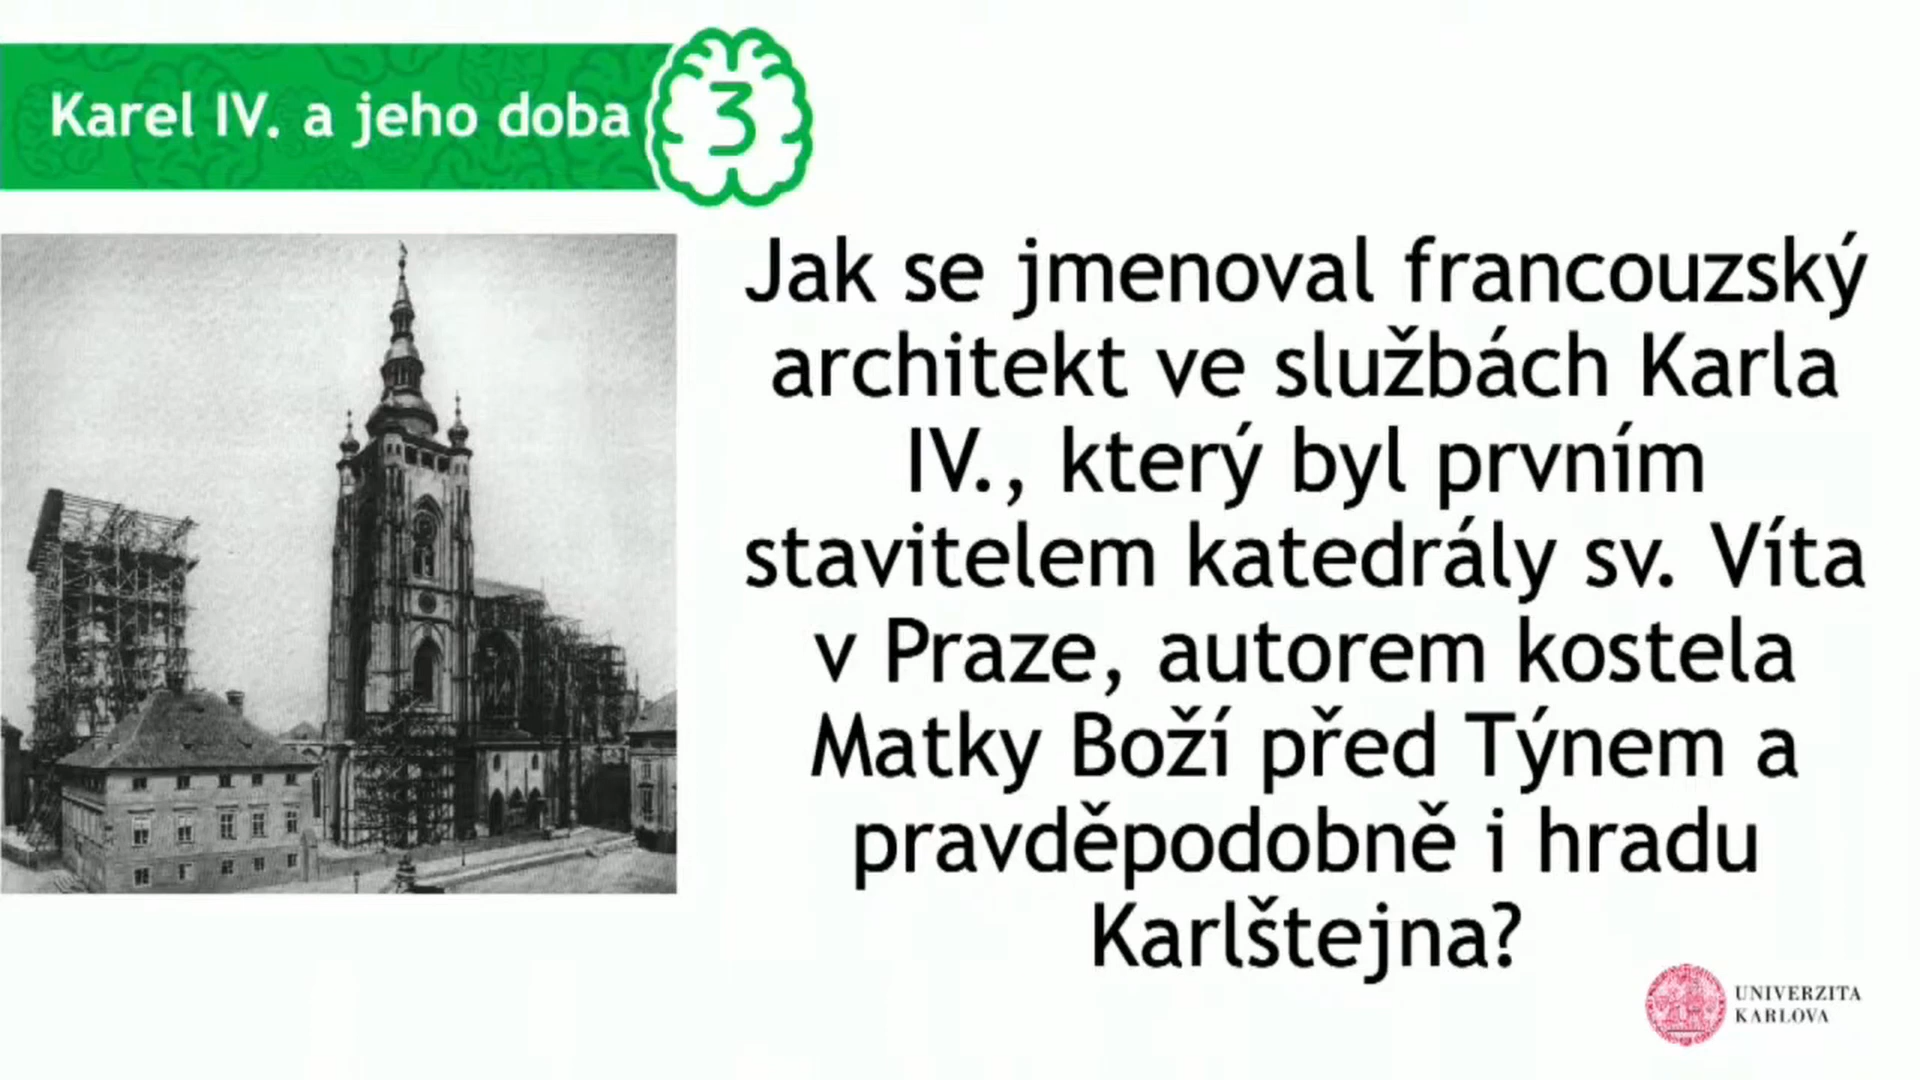 Karel IV. a jeho doba
3
Jak se jmenoval francouzský
architekt ve službách Karla
IV., který byl prvním
stavitelem katedrály sv. Víta
v Praze, autorem kostela
Matky Boží před Týnem a
pravděpodobně i hradu
Karlštejna?
UNIVERZITA
KARLOVA